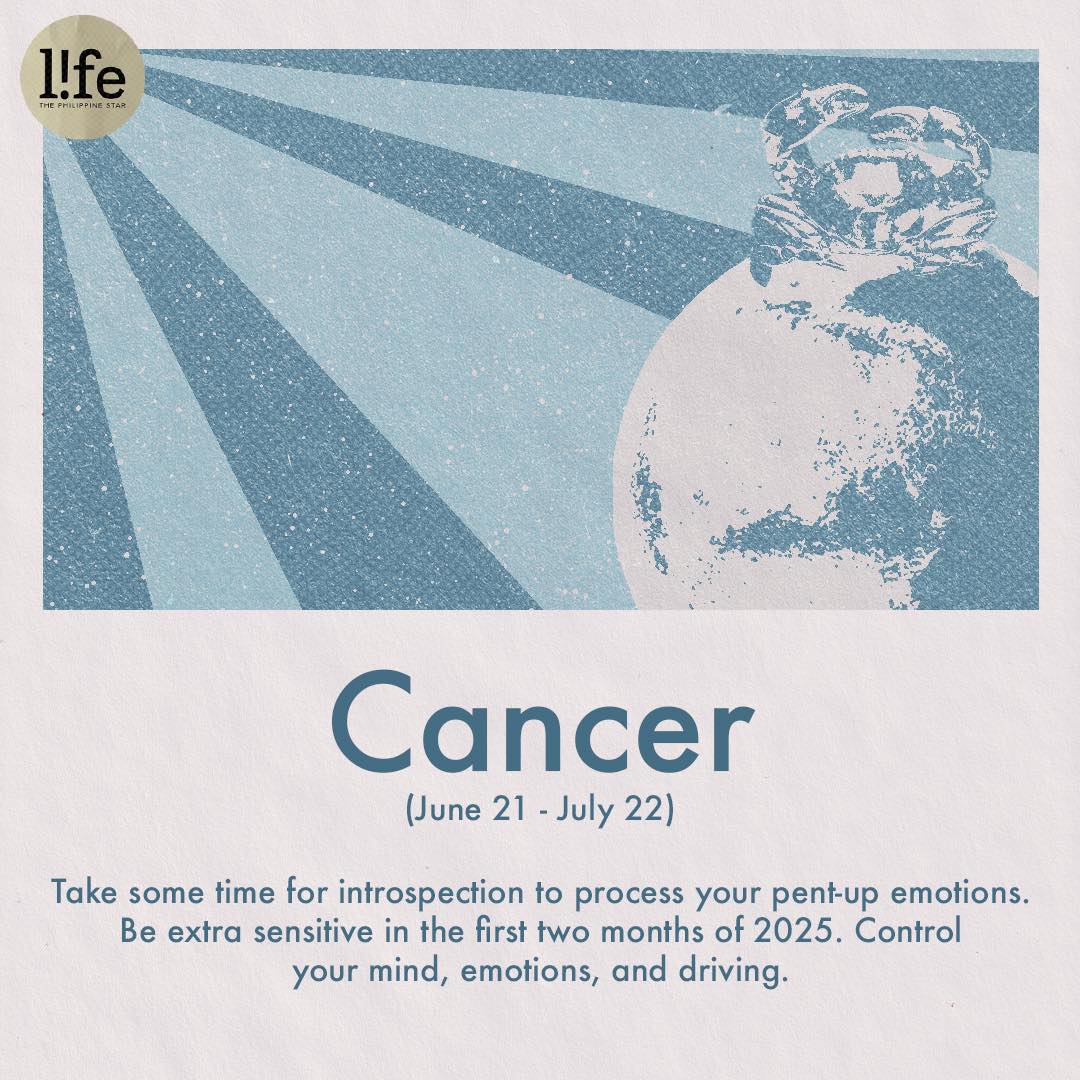 l!fe
THE PHILIPPINE STAR
Cancer
(June 21 - July 22)
Take some time for introspection to process your pent-up emotions.
Be extra sensitive in the first two months of 2025. Control
your mind, emotions, and driving.